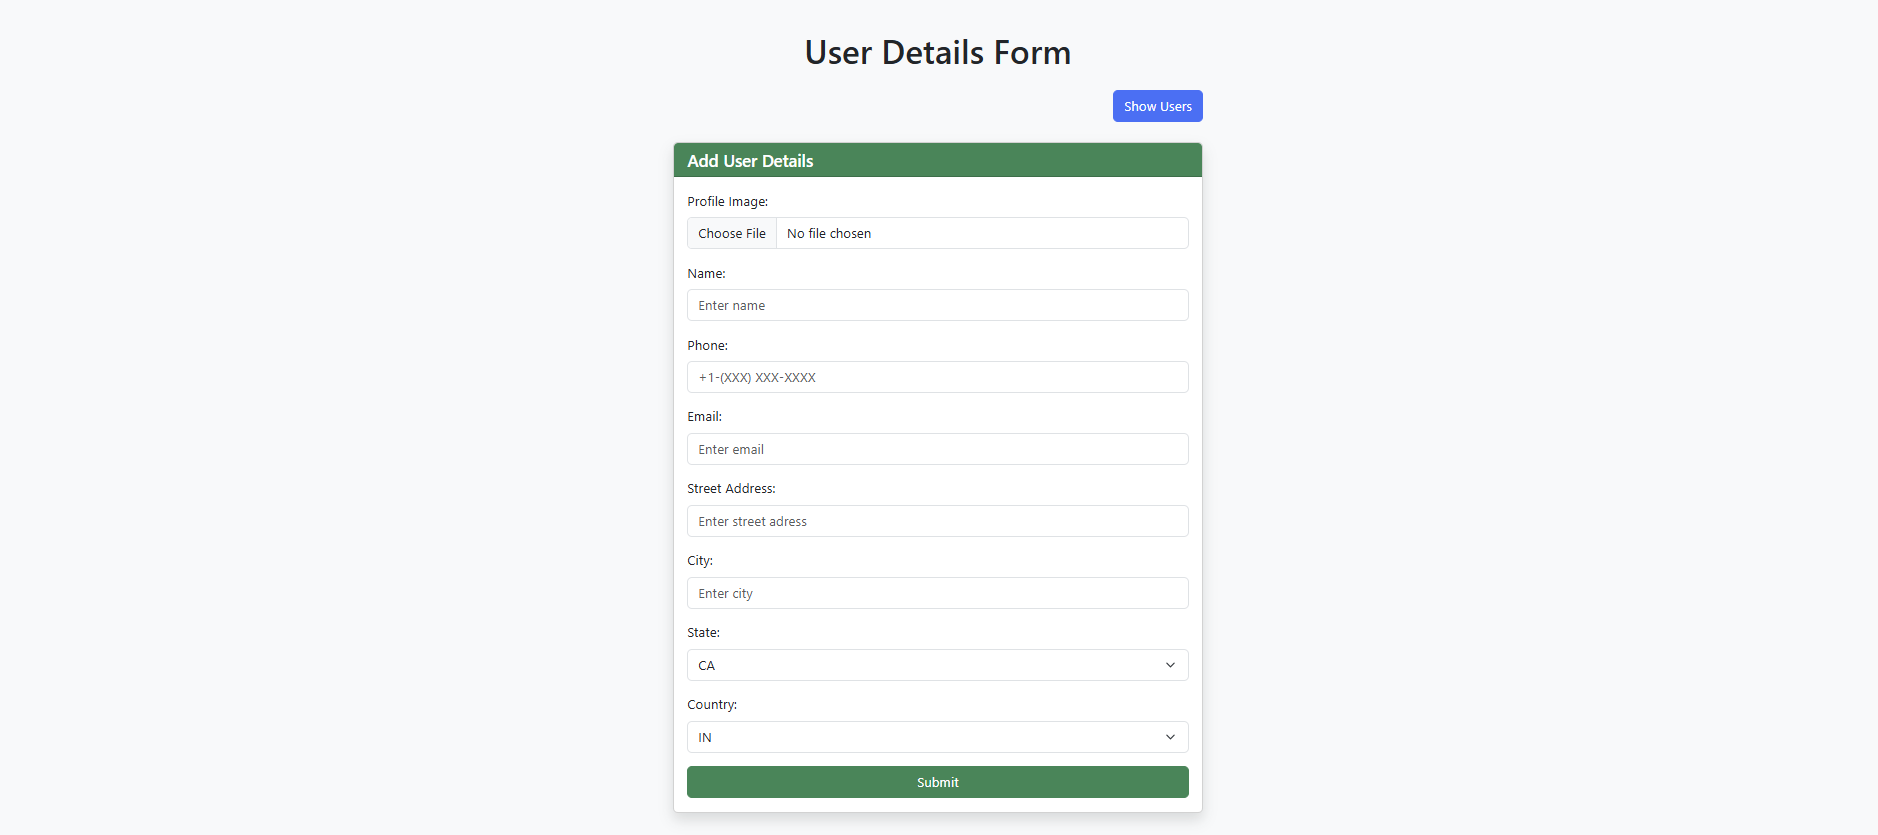 User Details Form
Show Users
Add User Details
Profile Image:
Choose File No file chosen
Name:
Enter name
Phone:
+1-(XXX) XXX-XXXX
Email:
Enter email
Street Address:
Enter street adress
City:
Enter city
State:
CA
Country:
IN
Submit